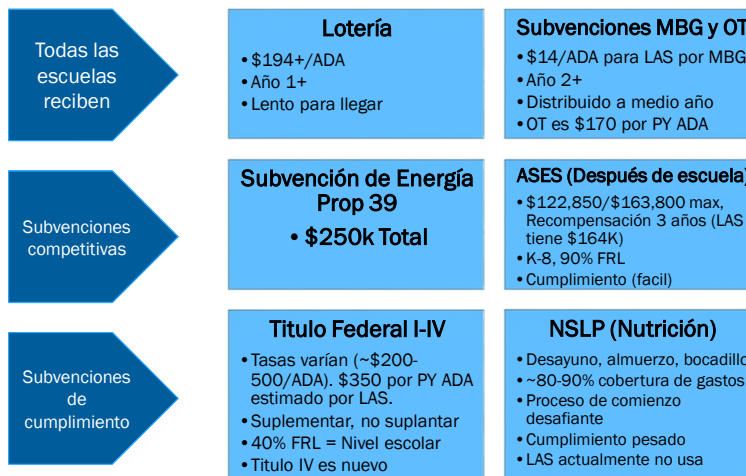 Todas las
escuelas
reciben
Lotería
• $194+/ADA
• Año 1+
• Lento para llegar
Subvenciones MBG y OT
• $14/ADA para LAS por MBG
• Año 2+
• Distribuido a medio año
• OT es $170 por PY ADA
Subvenciones
competitivas
Subvención de Energía
Prop 39
• $250k Total
ASES (Después de escuela)
• $122,850/$163,800 max,
Recompensación 3 años (LAS
tiene $164K)
• K-8, 90% FRL
• Cumplimiento (facil)
Subvenciones
de
cumplimiento
Titulo Federal I-IV
• Tasas varían (~$200-
500/ADA). $350 por PY ADA
estimado por LAS.
• Suplementar, no suplantar
• 40% FRL = Nivel escolar
• Titulo IV es nuevo
NSLP (Nutrición)
• Desayuno, almuerzo, bocadillo
• ~80-90% cobertura de gastos
• Proceso de comienzo
desafiante
• Cumplimiento pesado
• LAS actualmente no usa